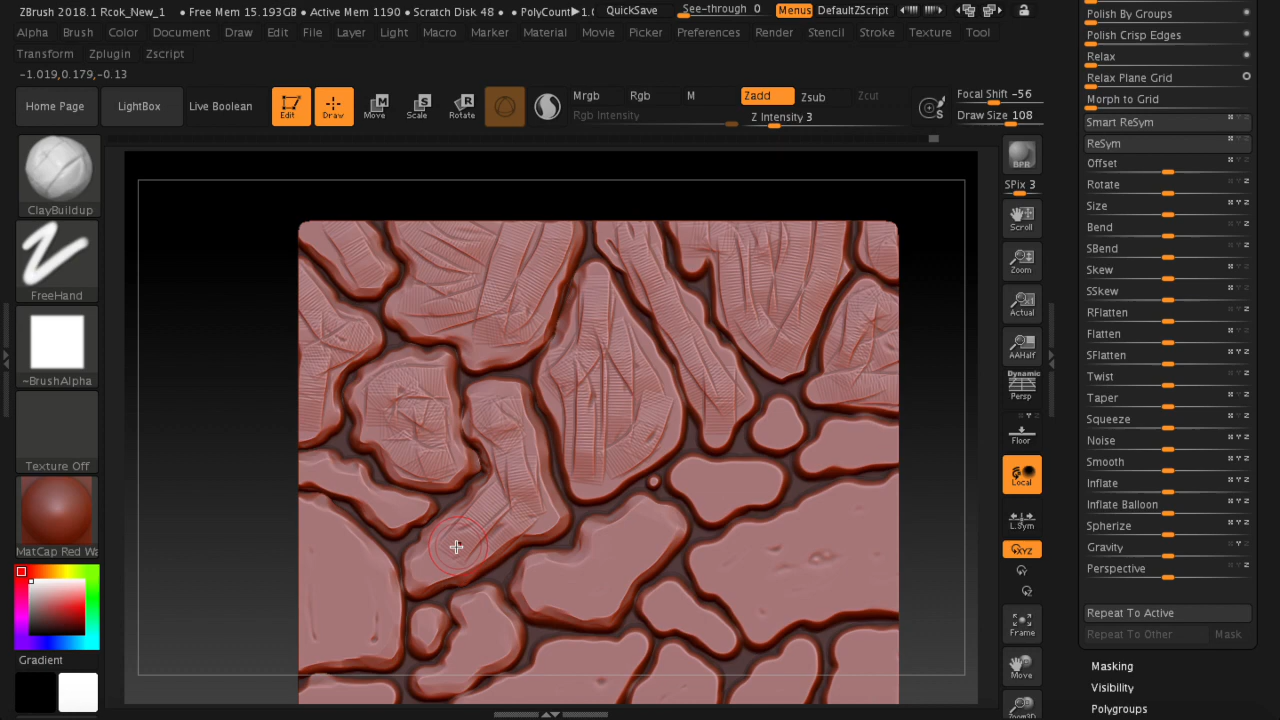 ZBrush 2018.1 Rcok_New_1 • Free Mem 15.193GB • Active Mem 1190 • Scratch Disk 48 • PolyCount▶1.0 QuickSave See-through 0 Menus DefaultZScript
Alpha Brush Color Document Draw Edit File Layer Light Macro Marker Material Movie Picker Preferences Render Stencil Stroke Texture Tool
Transform Zplugin Zscript
-1.019,0.179,-0.13
Home Page LightBox Live Boolean Edit Draw Move Scale Rotate
M S R
Mrgb Rgb M Zadd Zsub Zcut
Rgb Intensity Z Intensity 3
Focal Shift -56
Draw Size 108
S
ClayBuildup
FreeHand
~BrushAlpha
Texture Off
MatCap Red Wa
Gradient
BPR
SPix 3
Scroll
Zoom
Actual
AAHalf
Dynamic
Persp
Floor
Local
L.Sym
XYZ
Frame
Move
Zoom3D
Polish By Groups
Polish Crisp Edges
Relax
Relax Plane Grid
Morph to Grid
Smart ReSym
ReSym
Offset
Rotate
Size
Bend
SBend
Skew
SSkew
RFlatten
Flatten
SFlatten
Twist
Taper
Squeeze
Noise
Smooth
Inflate
Inflate Balloon
Spherize
Gravity
Perspective
Repeat To Active
Repeat To Other Mask
Masking
Visibility
Polygroups